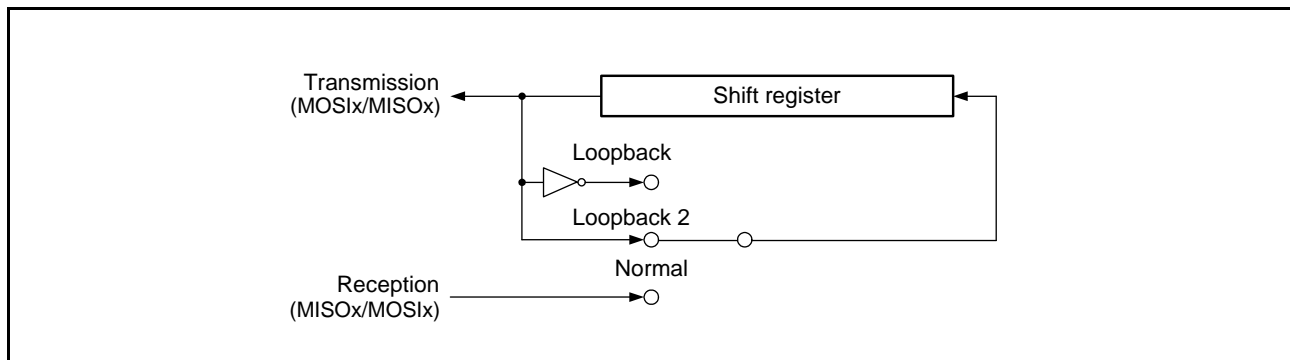 Transmission
(MOSIx/MISOx)
Shift register
Loopback
Loopback 2
Normal
Reception
(MISOx/MOSIx)